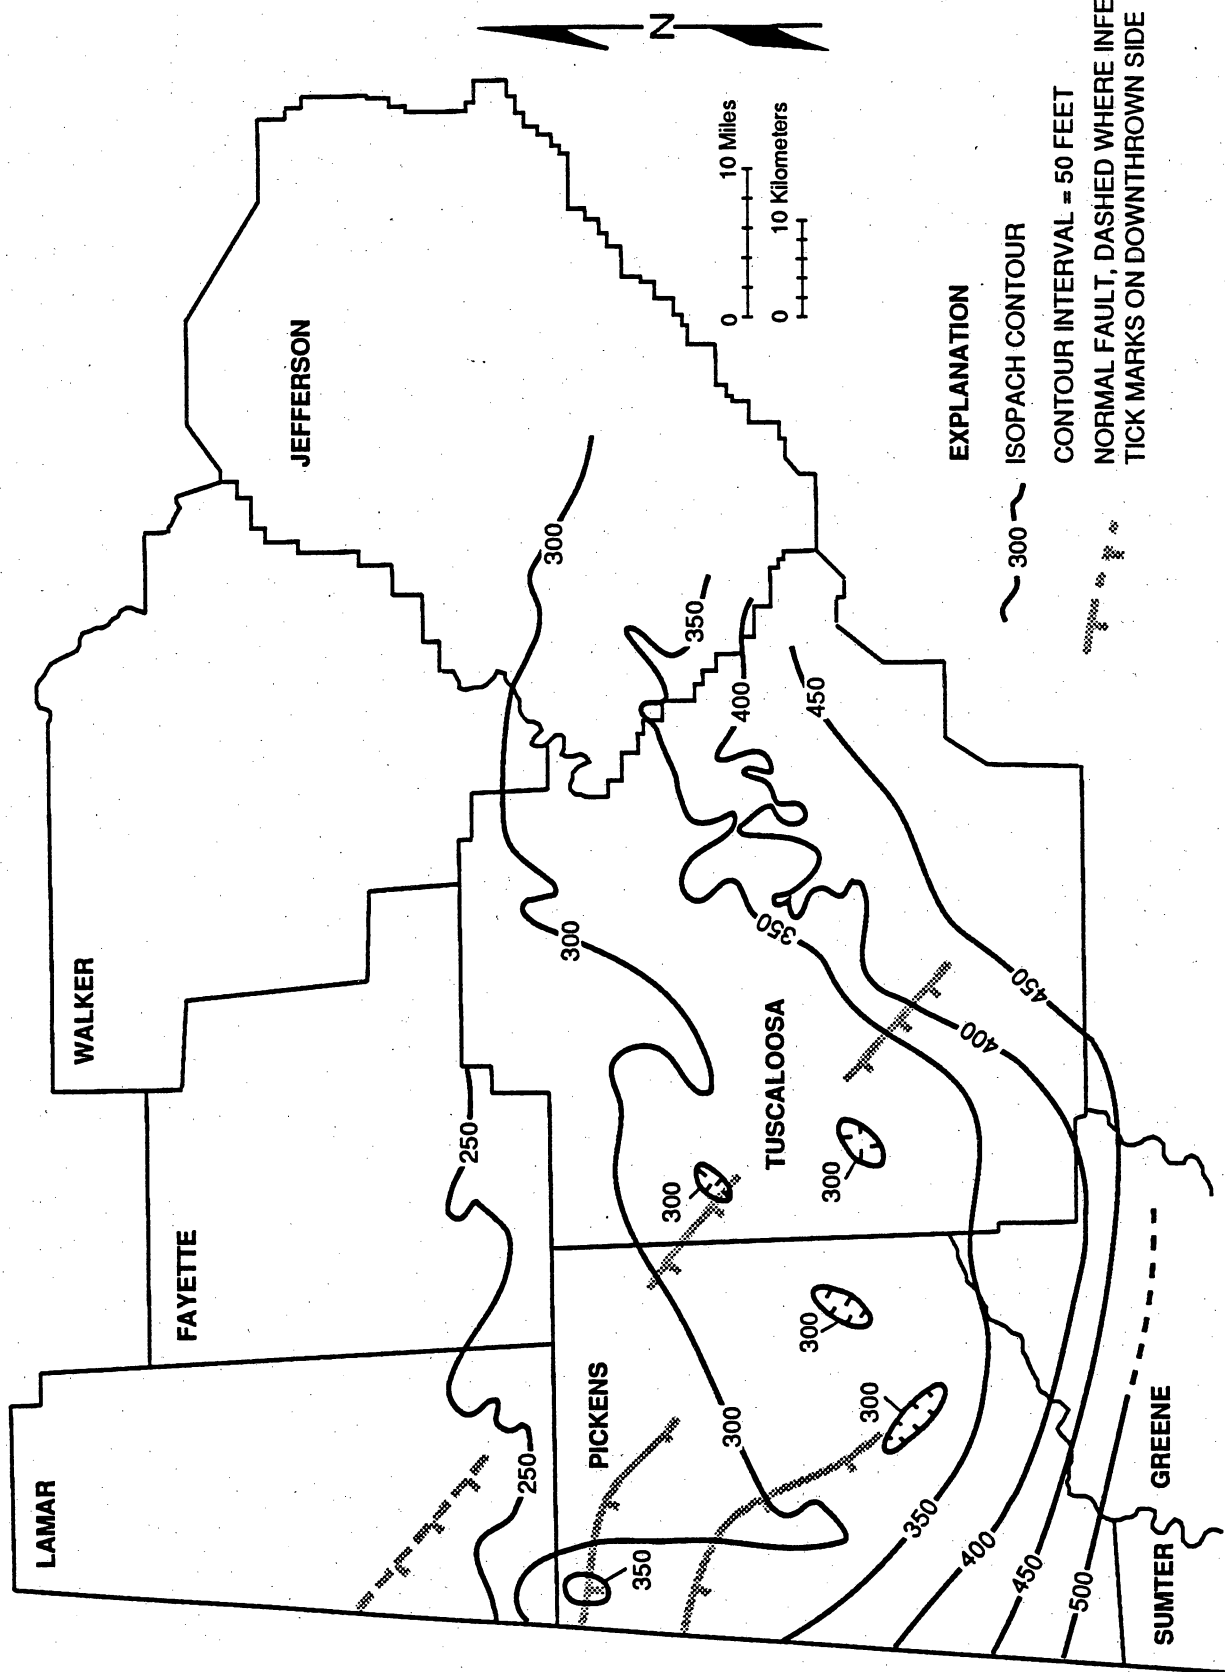 LAMAR
WALKER
FAYETTE
JEFFERSON
250
250
300
300
PICKENS
350
N
300
350
300
400
0 10 Miles
TUSCALOOSA
350
0 10 Kilometers
300
450
300
300
350
400
400
450
450
500
SUMTER
GREENE
EXPLANATION
300 ISOPACH CONTOUR
CONTOUR INTERVAL = 50 FEET
NORMAL FAULT, DASHED WHERE INFE
TICK MARKS ON DOWNTHROWN SIDE